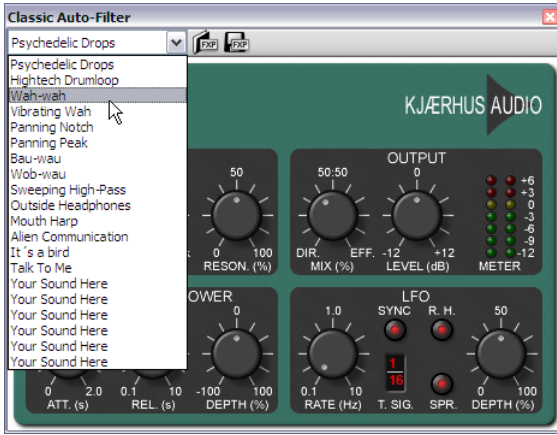 Classic Auto-Filter
Psychedelic Drops
FXP FXP
Psychedelic Drops
Hightech Drumloop
Wah-wah
Vibrating Wah
Panning Notch
Panning Peak
Bau-wau
Wob-wau
Sweeping High-Pass
Outside Headphones
Mouth Harp
Alien Communication
It´s a bird
Talk To Me
Your Sound Here
Your Sound Here
Your Sound Here
Your Sound Here
Your Sound Here
Your Sound Here
KJÆRHUS AUDIO
50
0 100
RESON. (%)
OUTPUT
50:50 0
DIR. EFF. -12 +12
MIX (%) LEVEL (dB) METER
+6
+3
0
-3
-6
-9
-12
OWER
0
0 2.0 0.1 10 -100 100
ATT. (s) REL. (s) DEPTH (%)
LFO
1.0 SYNC R. H. 50
1
16
0.1 10 0 100
RATE (Hz) T. SIG. SPR. DEPTH (%)